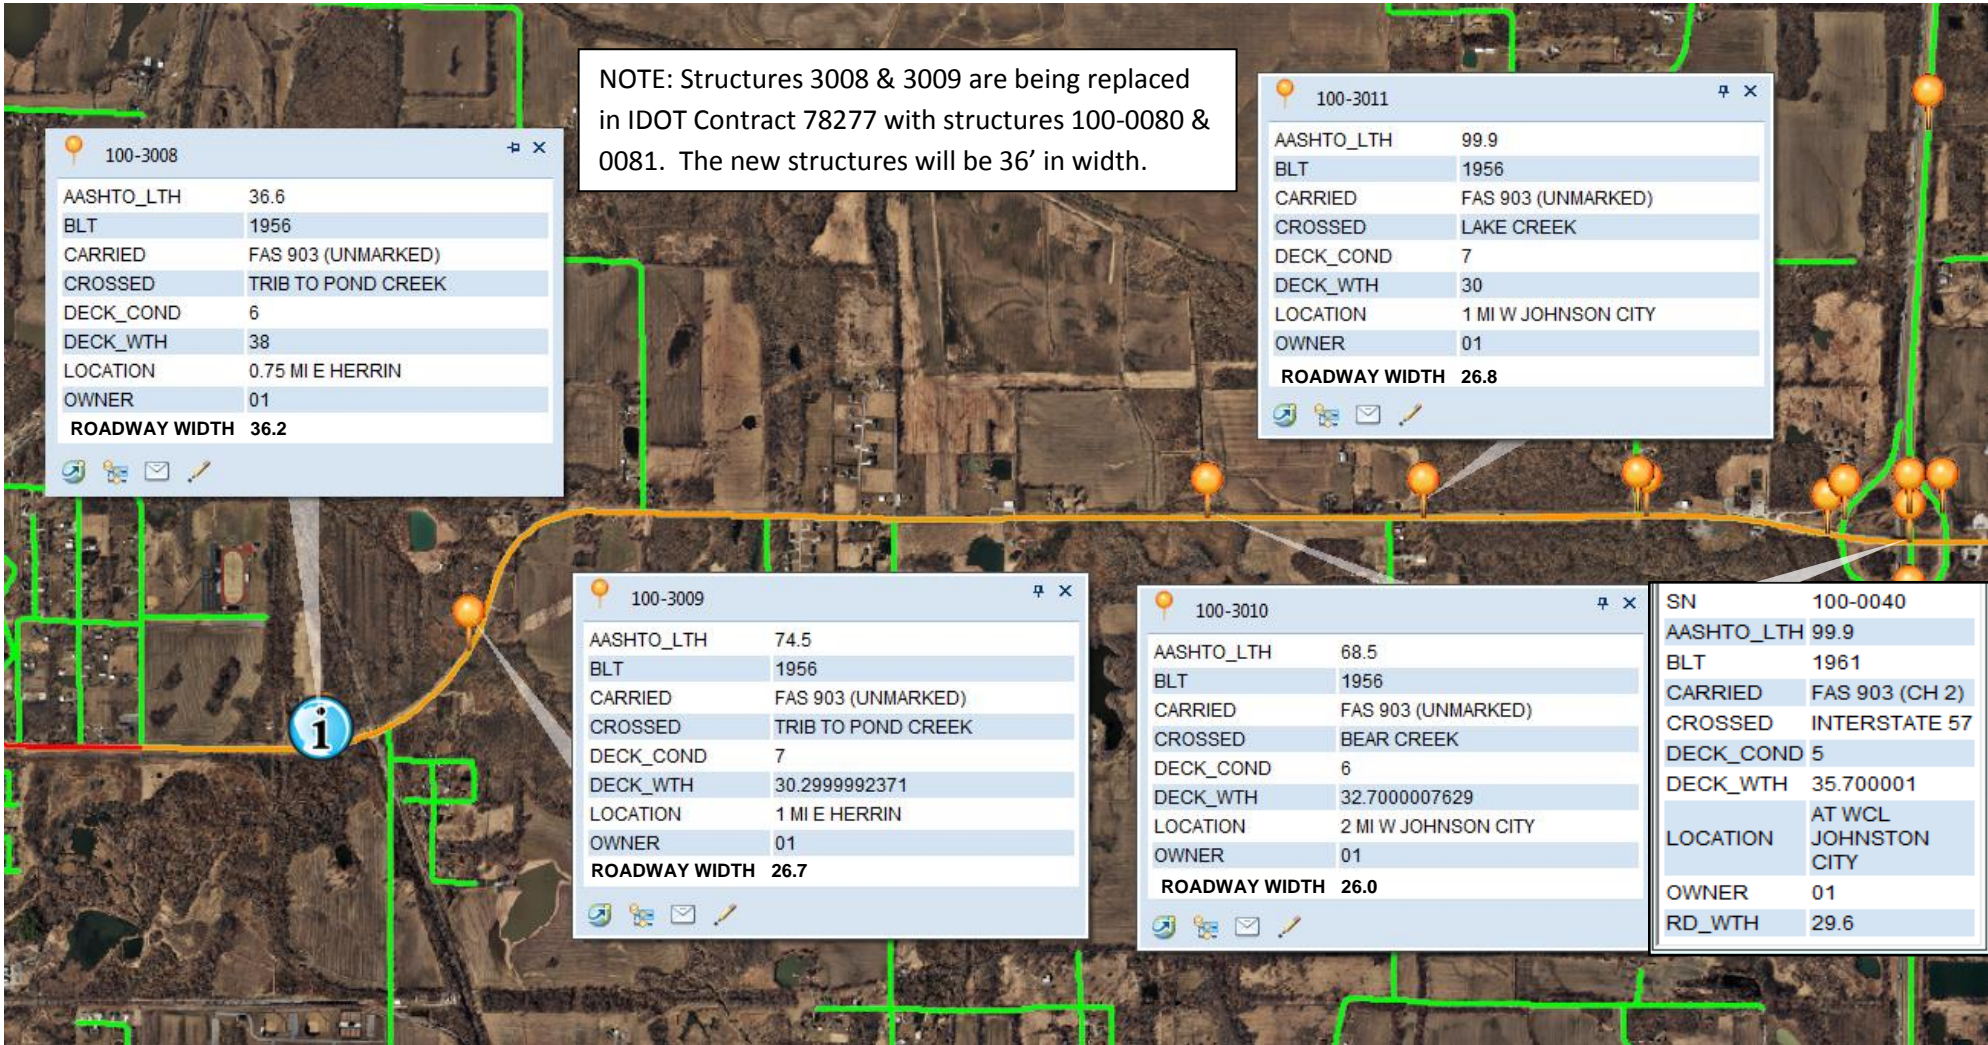 NOTE: Structures 3008 & 3009 are being replaced
in IDOT Contract 78277 with structures 100-0080 &
0081.  The new structures will be 36’ in width.
100-3008
AASHTO_LTH 36.6
BLT 1956
CARRIED FAS 903 (UNMARKED)
CROSSED TRIB TO POND CREEK
DECK_COND 6
DECK_WTH 38
LOCATION 0.75 MI E HERRIN
OWNER 01
ROADWAY WIDTH 36.2
100-3011
AASHTO_LTH 99.9
BLT 1956
CARRIED FAS 903 (UNMARKED)
CROSSED LAKE CREEK
DECK_COND 7
DECK_WTH 30
LOCATION 1 MI W JOHNSON CITY
OWNER 01
ROADWAY WIDTH 26.8
100-3009
AASHTO_LTH 74.5
BLT 1956
CARRIED FAS 903 (UNMARKED)
CROSSED TRIB TO POND CREEK
DECK_COND 7
DECK_WTH 30.2999992371
LOCATION 1 MI E HERRIN
OWNER 01
ROADWAY WIDTH 26.7
100-3010
AASHTO_LTH 68.5
BLT 1956
CARRIED FAS 903 (UNMARKED)
CROSSED BEAR CREEK
DECK_COND 6
DECK_WTH 32.7000007629
LOCATION 2 MI W JOHNSON CITY
OWNER 01
ROADWAY WIDTH 26.0
SN 100-0040
AASHTO_LTH 99.9
BLT 1961
CARRIED FAS 903 (CH 2)
CROSSED INTERSTATE 57
DECK_COND 5
DECK_WTH 35.700001
LOCATION AT WCL
JOHNSTON
CITY
OWNER 01
RD_WTH 29.6